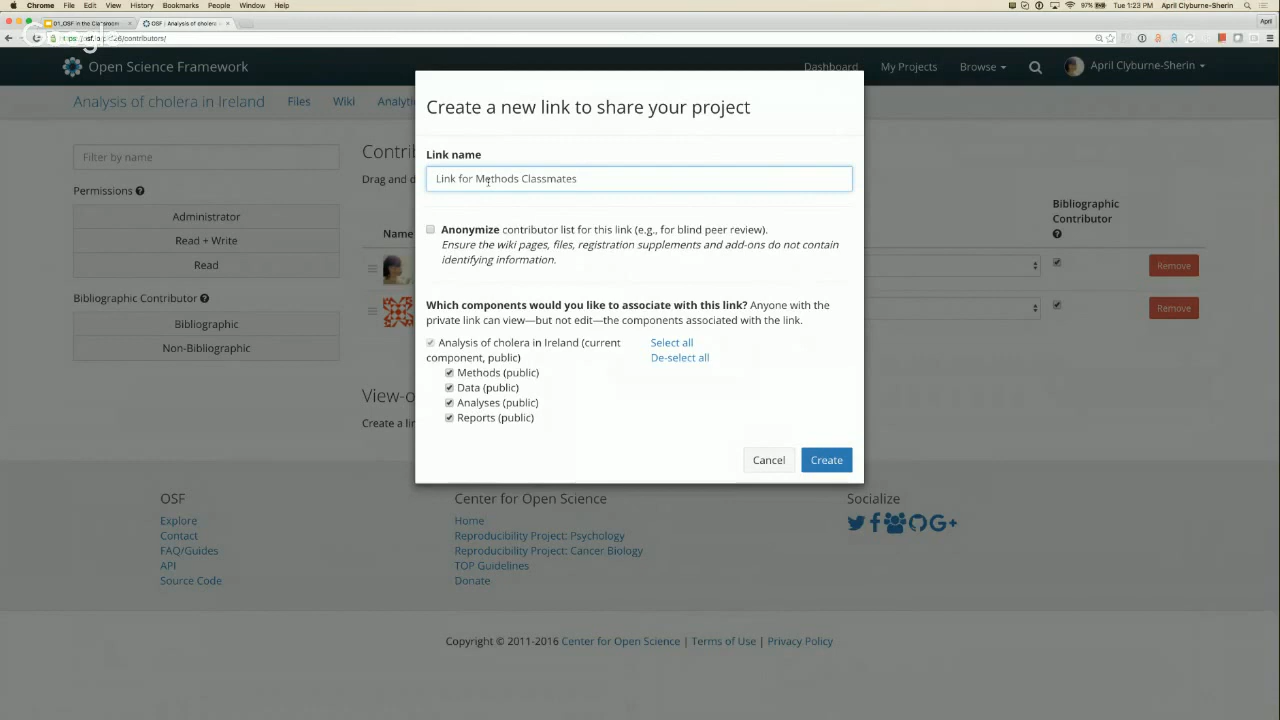 Chrome File Edit View History Bookmarks People Window Help 97% Tue 1:23 PM April Clyburne-Sherin
01_OSF in the Classroom OSF | Analysis of cholera April
/contributors/
Open Science Framework Dashboard My Projects Browse April Clyburne-Sherin
Analysis of cholera in Ireland Files Wiki
Create a new link to share your project
Link name
Link for Methods Classmates
Anonymize contributor list for this link (e.g., for blind peer review).
Ensure the wiki pages, files, registration supplements and add-ons do not contain
identifying information.
Which components would you like to associate with this link? Anyone with the
private link can view—but not edit—the components associated with the link.
Analysis of cholera in Ireland (current Select all
component, public) De-select all
Methods (public)
Data (public)
Analyses (public)
Reports (public)
Cancel Create
Filter by name
Permissions
Administrator
Read + Write
Read
Bibliographic Contributor
Bibliographic
Non-Bibliographic
Drag and
Name
Bibliographic
Contributor
Remove
Remove
Create a
OSF
Explore
Contact
FAQ/Guides
API
Source Code
Center for Open Science
Home
Reproducibility Project: Psychology
Reproducibility Project: Cancer Biology
TOP Guidelines
Donate
Socialize
Copyright © 2011-2016 Center for Open Science | Terms of Use | Privacy Policy